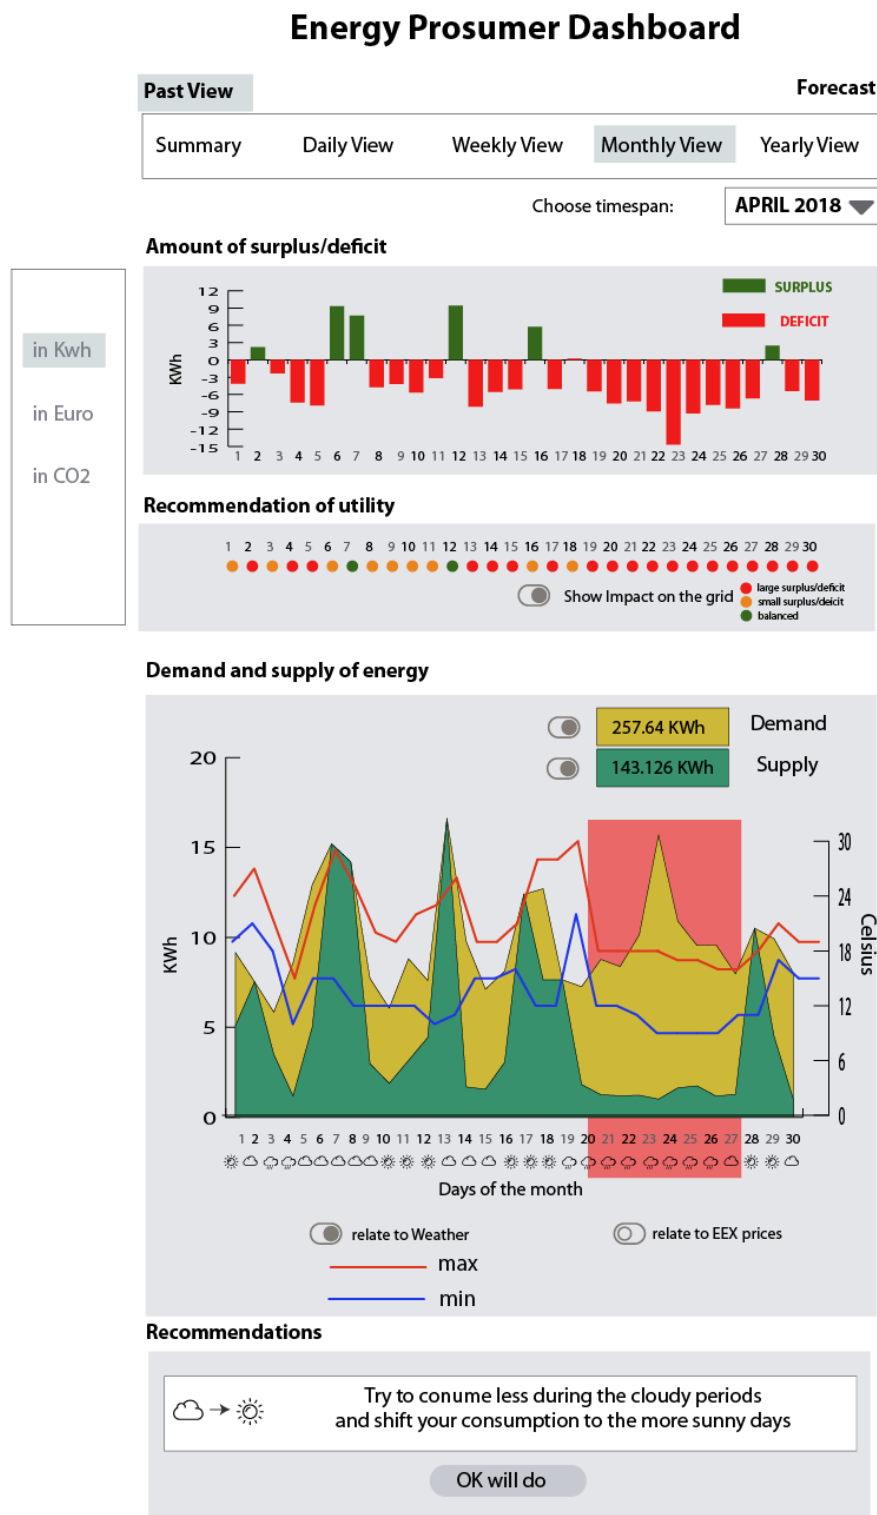 Energy Prosumer Dashboard
Past View
Forecast
Summary Daily View Weekly View Monthly View Yearly View
Choose timespan: APRIL 2018
Amount of surplus/deficit
in Kwh
in Euro
in CO2
SURPLUS
DEFICIT
KWh
12
9
6
3
0
-3
-6
-9
-12
-15
1 2 3 4 5 6 7 8 9 10 11 12 13 14 15 16 17 18 19 20 21 22 23 24 25 26 27 28 29 30
Recommendation of utility
1 2 3 4 5 6 7 8 9 10 11 12 13 14 15 16 17 18 19 20 21 22 23 24 25 26 27 28 29 30
Show Impact on the grid
large surplus/deficit
small surplus/deicit
balanced
Demand and supply of energy
257.64 KWh Demand
143.126 KWh Supply
KWh
20
15
10
5
0
30
24
18
12
6
0
Celsius
1 2 3 4 5 6 7 8 9 10 11 12 13 14 15 16 17 18 19 20 21 22 23 24 25 26 27 28 29 30
Days of the month
relate to Weather
relate to EEX prices
max
min
Recommendations
Try to conume less during the cloudy periods
and shift your consumption to the more sunny days
OK will do